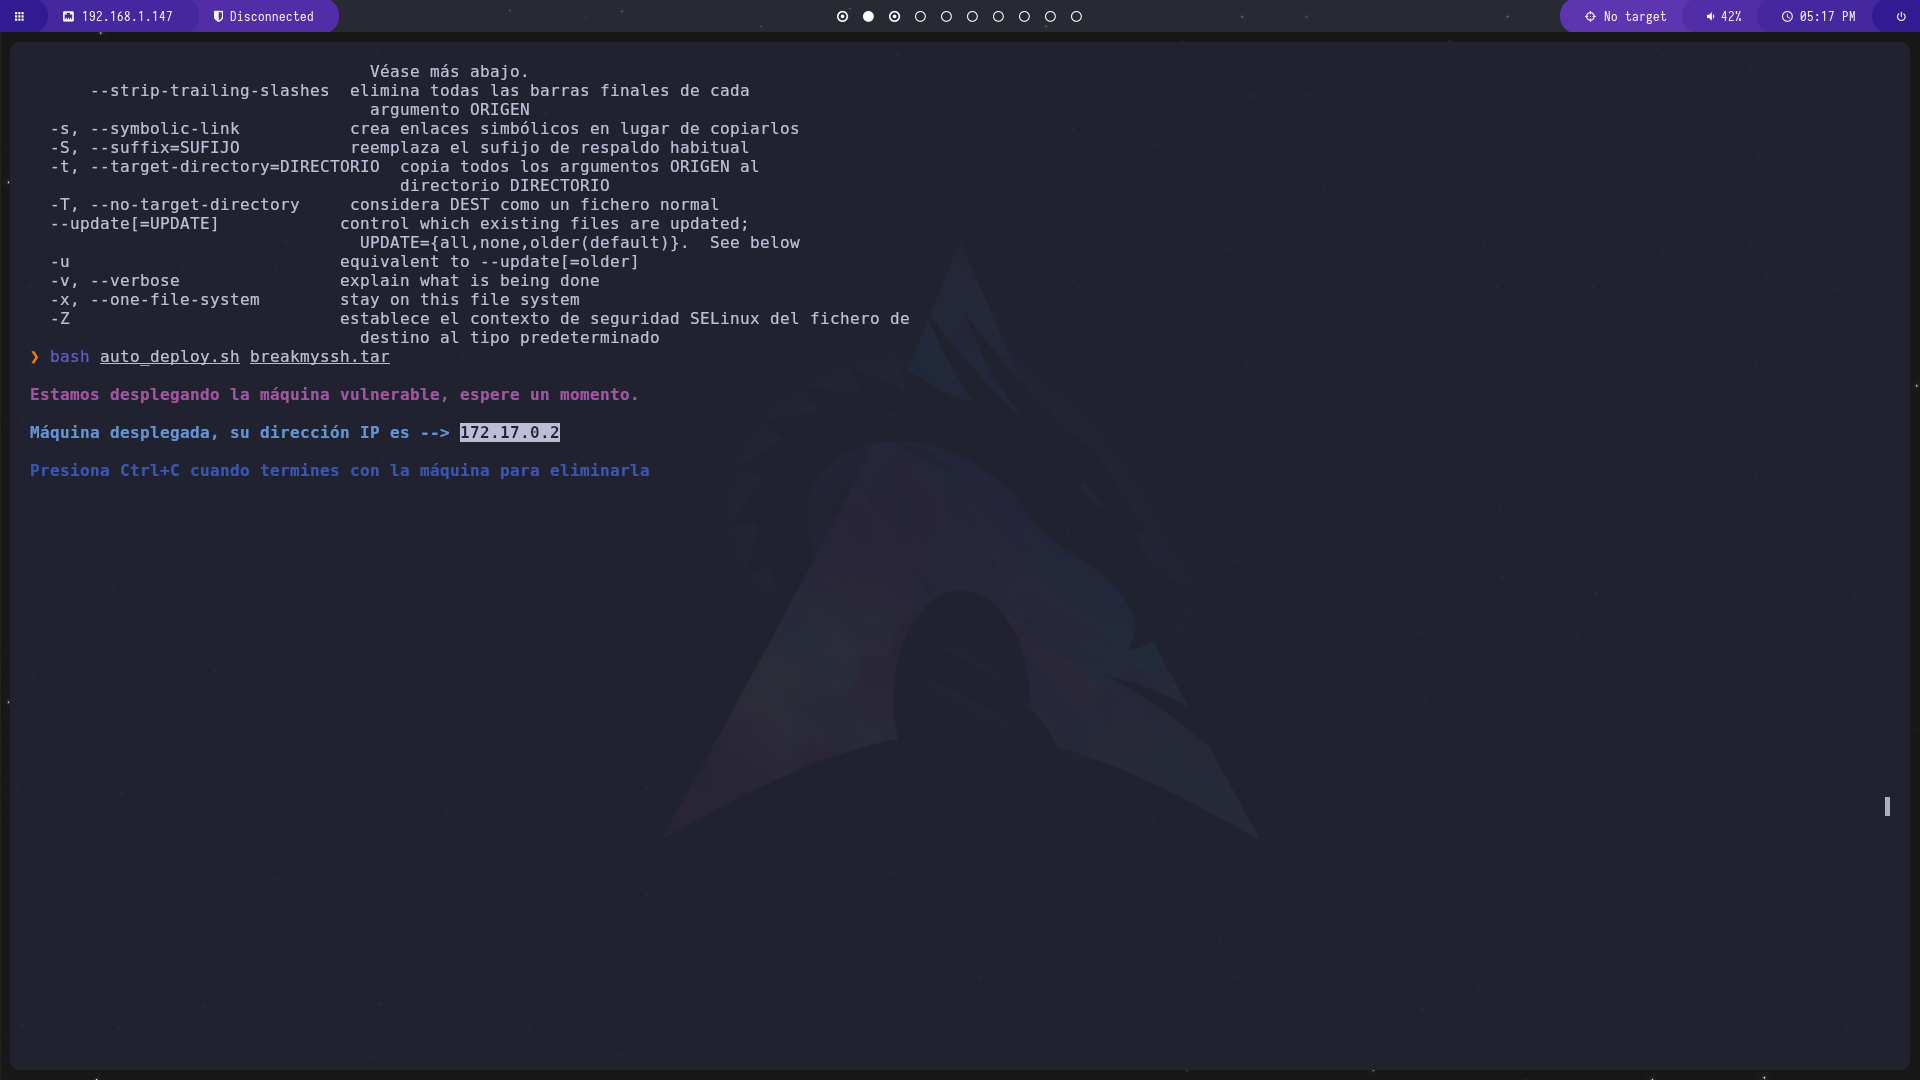 192.168.1.147 Disconnected No target 42% 05:17 PM
Véase más abajo.
--strip-trailing-slashes elimina todas las barras finales de cada
argumento ORIGEN
-s, --symbolic-link crea enlaces simbólicos en lugar de copiarlos
-S, --suffix=SUFIJO reemplaza el sufijo de respaldo habitual
-t, --target-directory=DIRECTORIO copia todos los argumentos ORIGEN al
directorio DIRECTORIO
-T, --no-target-directory considera DEST como un fichero normal
--update[=UPDATE] control which existing files are updated;
UPDATE={all,none,older(default)}. See below
-u equivalent to --update[=older]
-v, --verbose explain what is being done
-x, --one-file-system stay on this file system
-Z establece el contexto de seguridad SELinux del fichero de
destino al tipo predeterminado
❯ bash auto_deploy.sh breakmyssh.tar
Estamos desplegando la máquina vulnerable, espere un momento.
Máquina desplegada, su dirección IP es --> 172.17.0.2
Presiona Ctrl+C cuando termines con la máquina para eliminarla